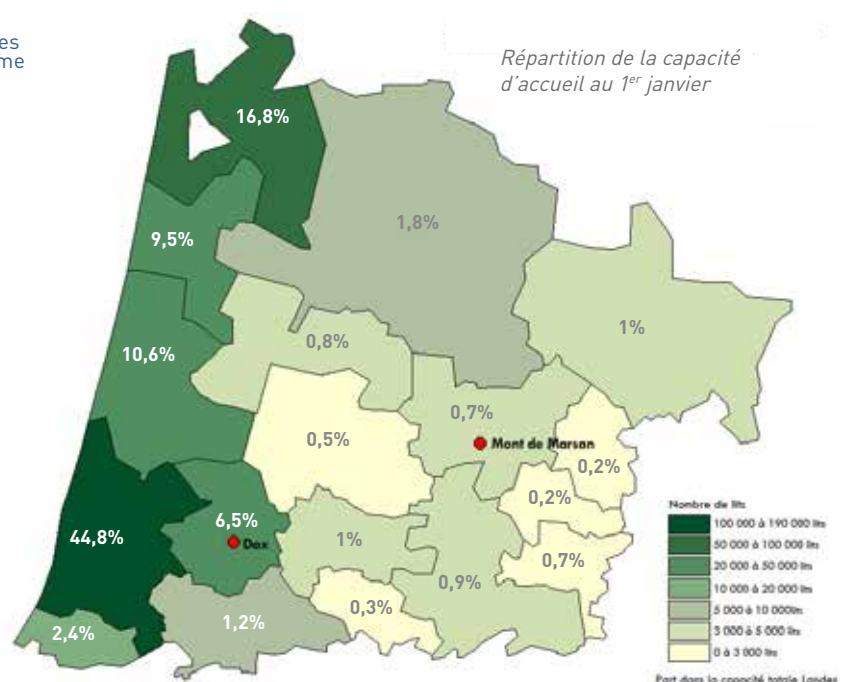 es
me
Répartition de la capacité
d'accueil au 1er janvier
16,8%
1,8%
9,5%
1%
10,6%
0,8%
0,7%
Mont de Marsan
0,5%
0,2%
0,2%
44,8%
6,5%
Dax
1%
0,7%
0,9%
0,3%
1,2%
2,4%
Nombre de lits
100 000 à 190 000 lits
50 000 à 100 000 lits
20 000 à 50 000 lits
10 000 à 20 000 lits
5 000 à 10 000lits
3 000 à 5 000 lits
0 à 3 000 lits
Part dans la capacité totale Landes